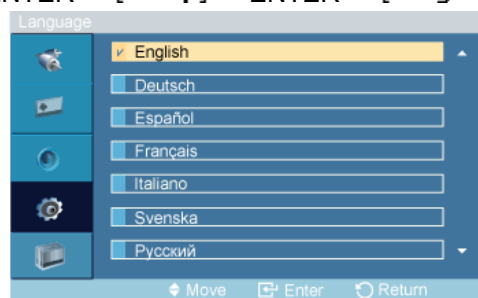 Language
English
Deutsch
Español
Français
Italiano
Svenska
Русский
Move Enter Return